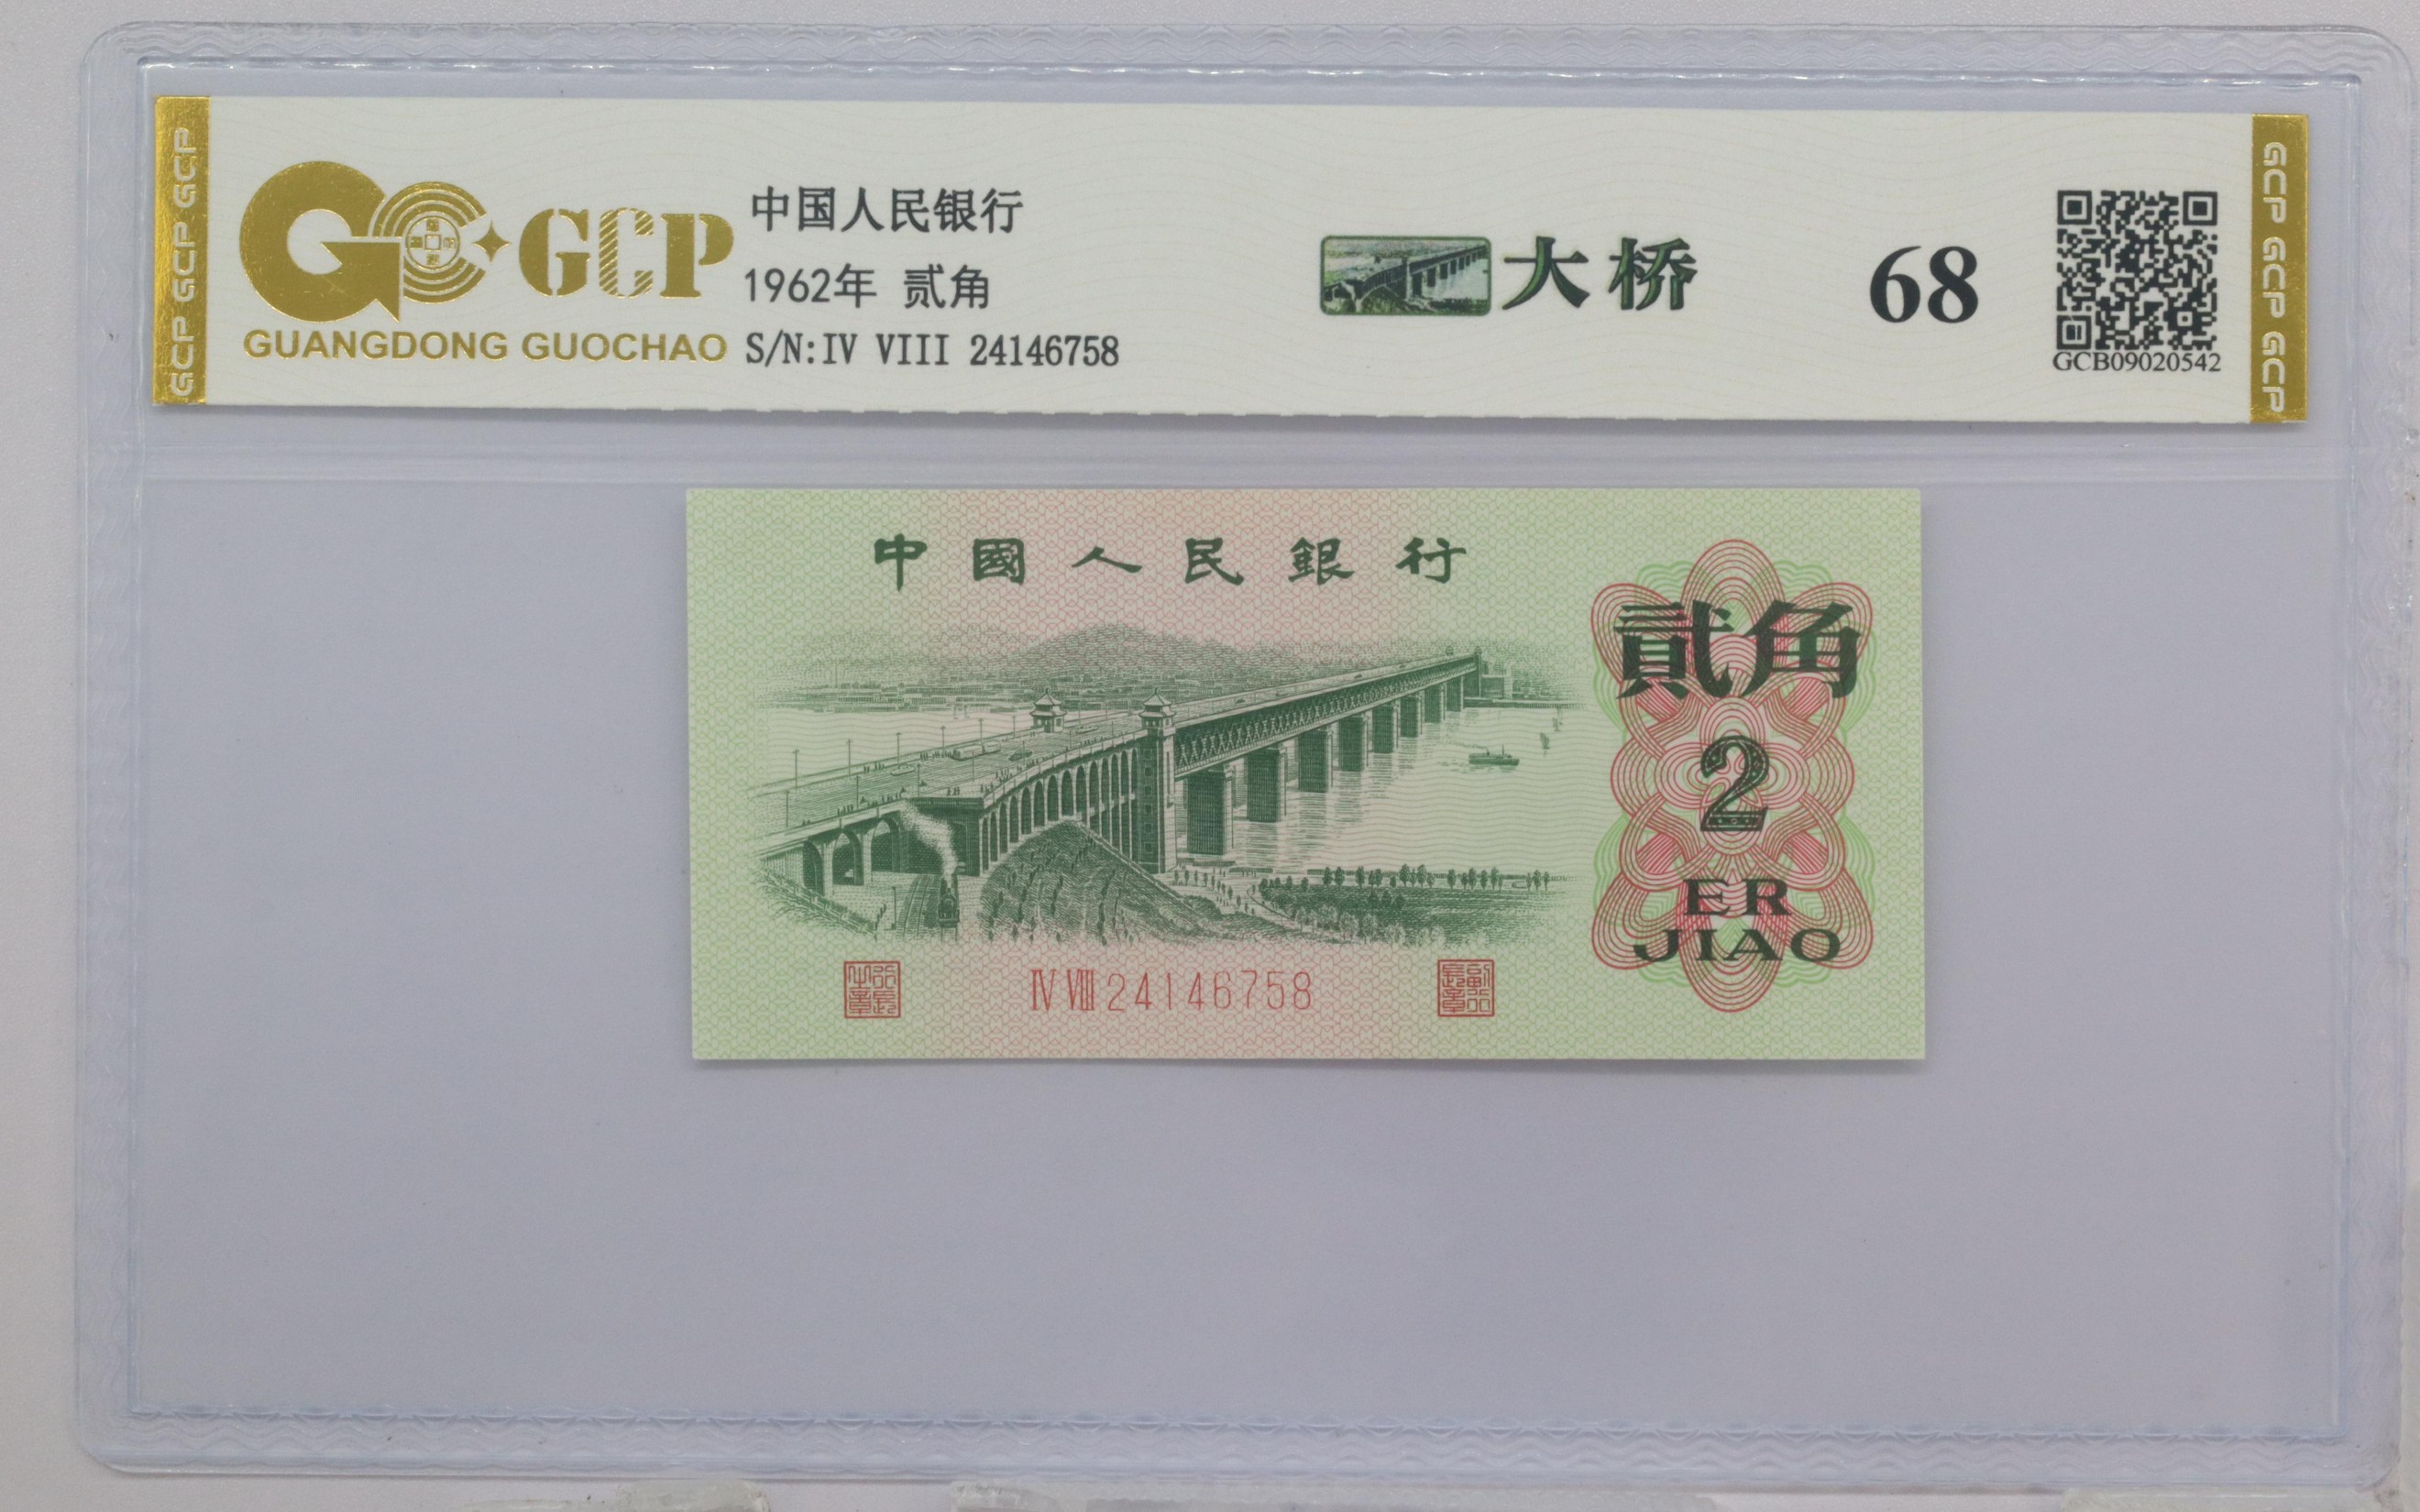 GCP GCP GCP
GCP
GUANGDONG GUOCHAO
中国人民银行
1962年 贰角
S/N:IV VIII 24146758
大桥
68
GCB09020542
GCP GCP GCP
中國人民銀行
貳角
2
ER
JIAO
Ⅳ Ⅷ 24146758